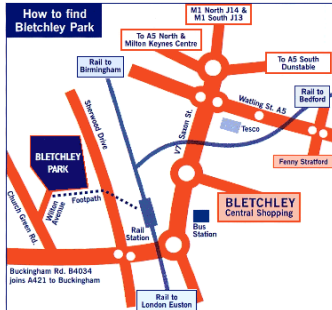 How to find
Bletchley Park
M1 North J14 &
M1 South J13
To A5 North &
Milton Keynes Centre
To A5 South
Dunstable
Rail to
Birmingham
Rail to
Bedford
Watling St. A5
V7 Saxon St.
Tesco
Sherwood Drive
Fenny Stratford
BLETCHLEY
PARK
Church Green Rd.
Wilton
Avenue
Footpath
BLETCHLEY
Central Shopping
Rail
Station
Bus
Station
Buckingham Rd. B4034
joins A421 to Buckingham
Rail to
London Euston